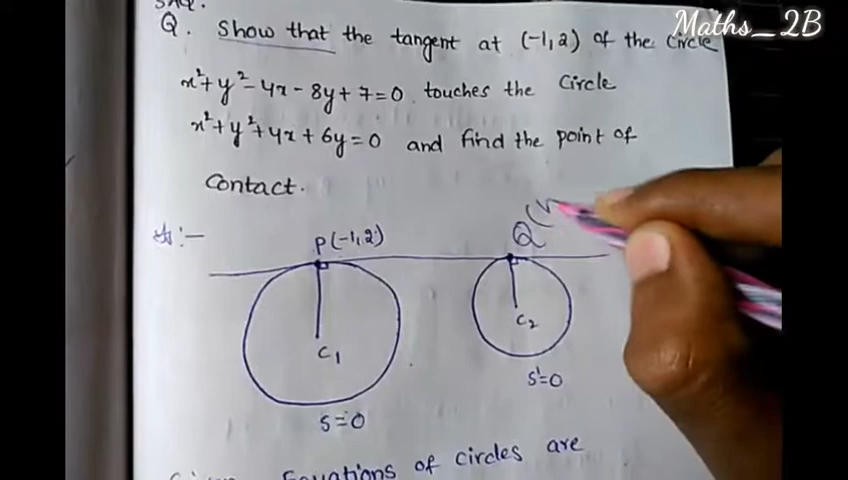 SAQ.
Maths_2B
Q. Show that the tangent at (-1,2) of the Circle
x²+y²-4x-8y+7=0 touches the Circle
x²+y²+4x+6y=0 and find the point of
Contact.
:-
P(-1,2)
Q(
C₁
C₂
S'=0
S=0
Equations of circles are